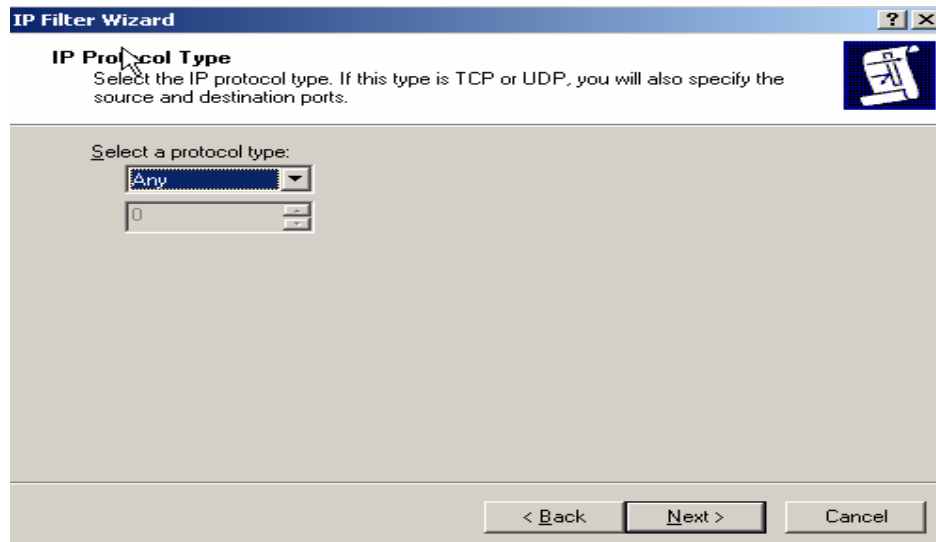 IP Filter Wizard
IP Protocol Type
Select the IP protocol type. If this type is TCP or UDP, you will also specify the
source and destination ports.
Select a protocol type:
Any
0
< Back
Next >
Cancel